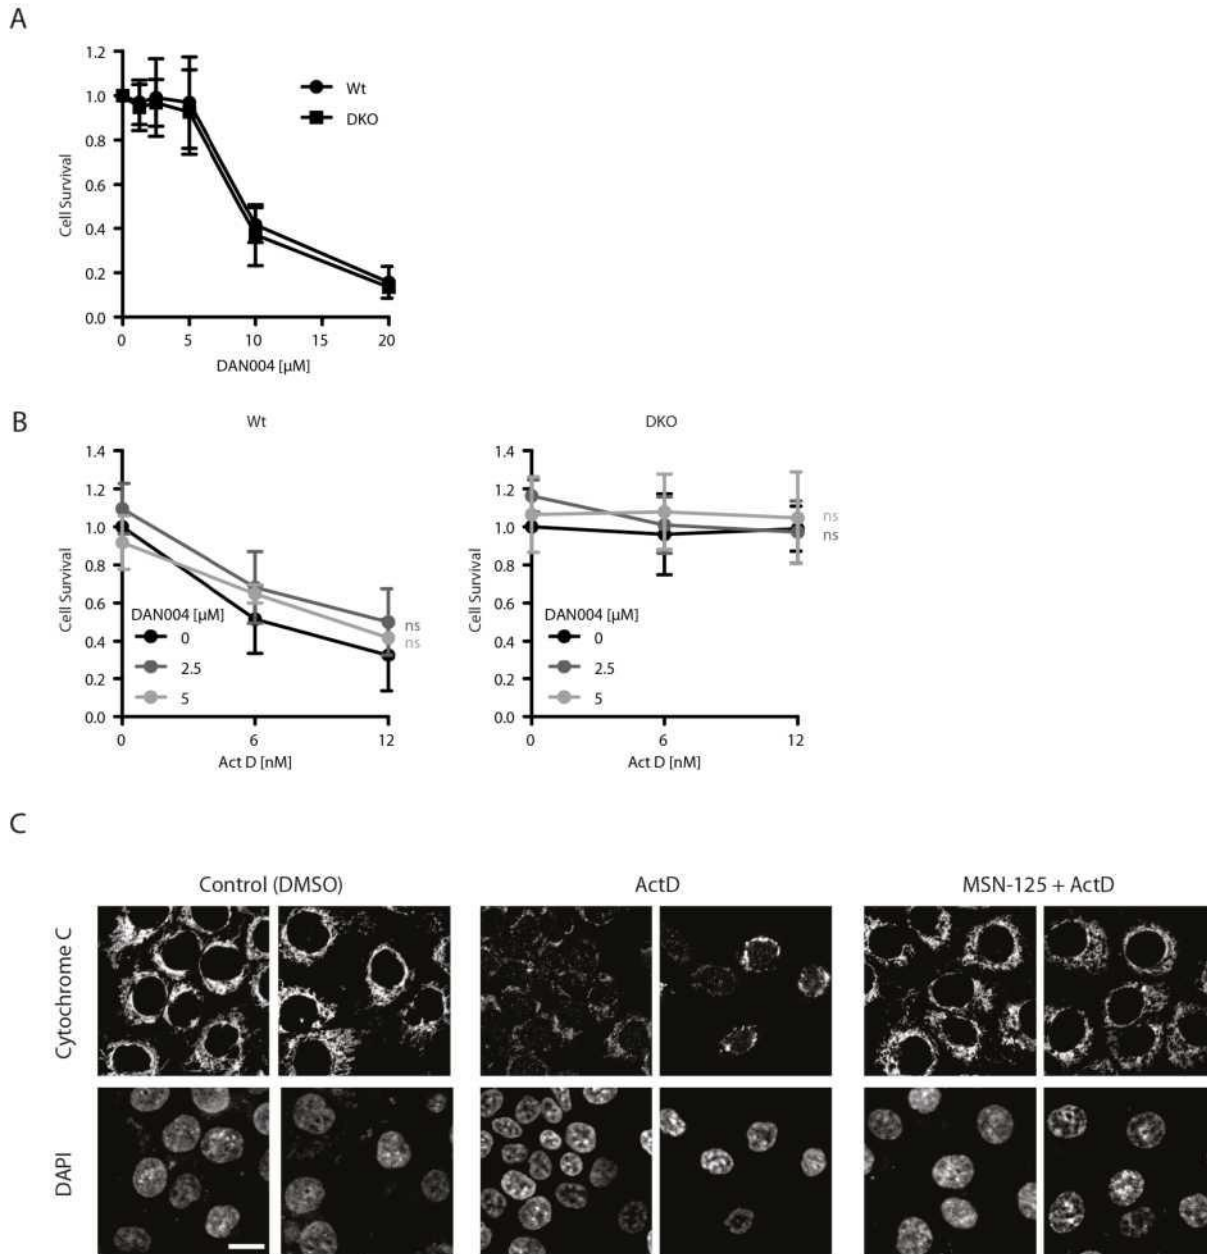 A
1.2
1.0
0.8
0.6
0.4
0.2
0.0
Cell Survival
Wt
DKO
0 5 10 15 20
DAN004 [µM]
B
Wt
1.4
1.2
1.0
0.8
0.6
0.4
0.2
0.0
Cell Survival
DAN004 [µM]
0
2.5
5
ns
ns
0 6 12
Act D [nM]
DKO
1.4
1.2
1.0
0.8
0.6
0.4
0.2
0.0
Cell Survival
DAN004 [µM]
0
2.5
5
ns
ns
0 6 12
Act D [nM]
C
Control (DMSO) ActD MSN-125 + ActD
Cytochrome C
DAPI